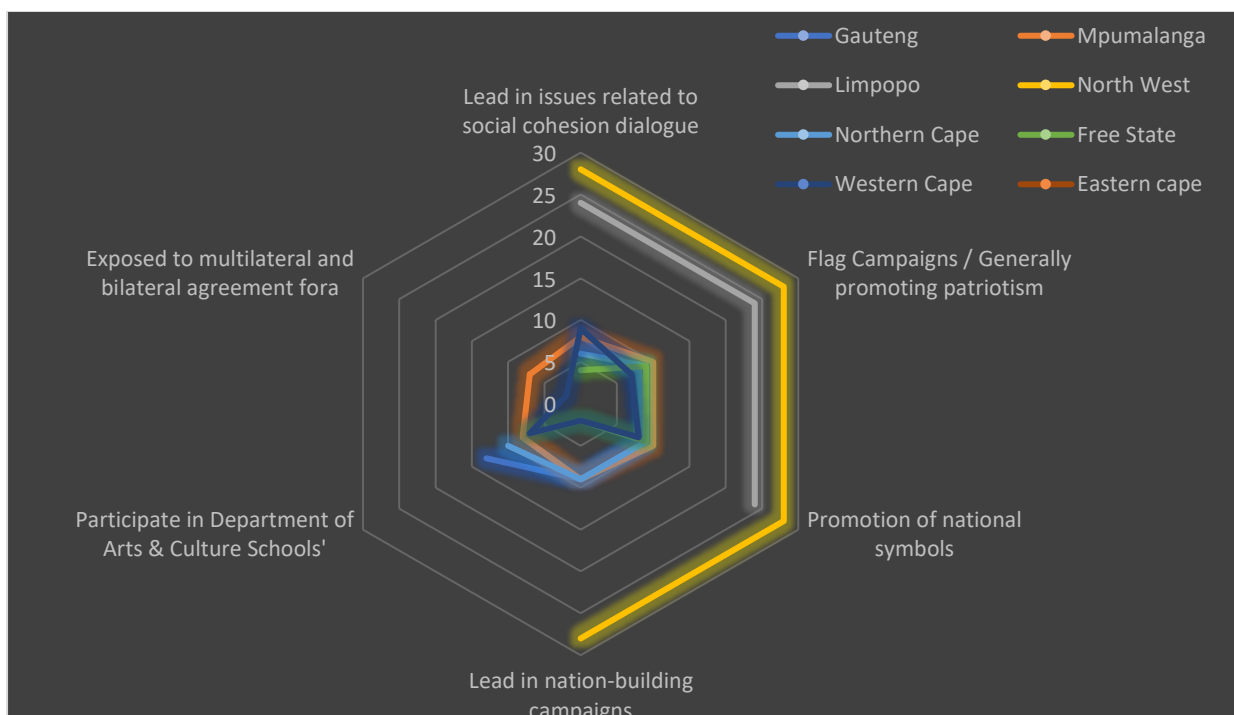 Gauteng
Mpumalanga
Limpopo
North West
Northern Cape
Free State
Western Cape
Eastern cape
Lead in issues related to
social cohesion dialogue
30
25
20
15
10
5
0
Exposed to multilateral and
bilateral agreement fora
Flag Campaigns / Generally
promoting patriotism
Participate in Department of
Arts & Culture Schools'
Promotion of national
symbols
Lead in nation-building
campaigns